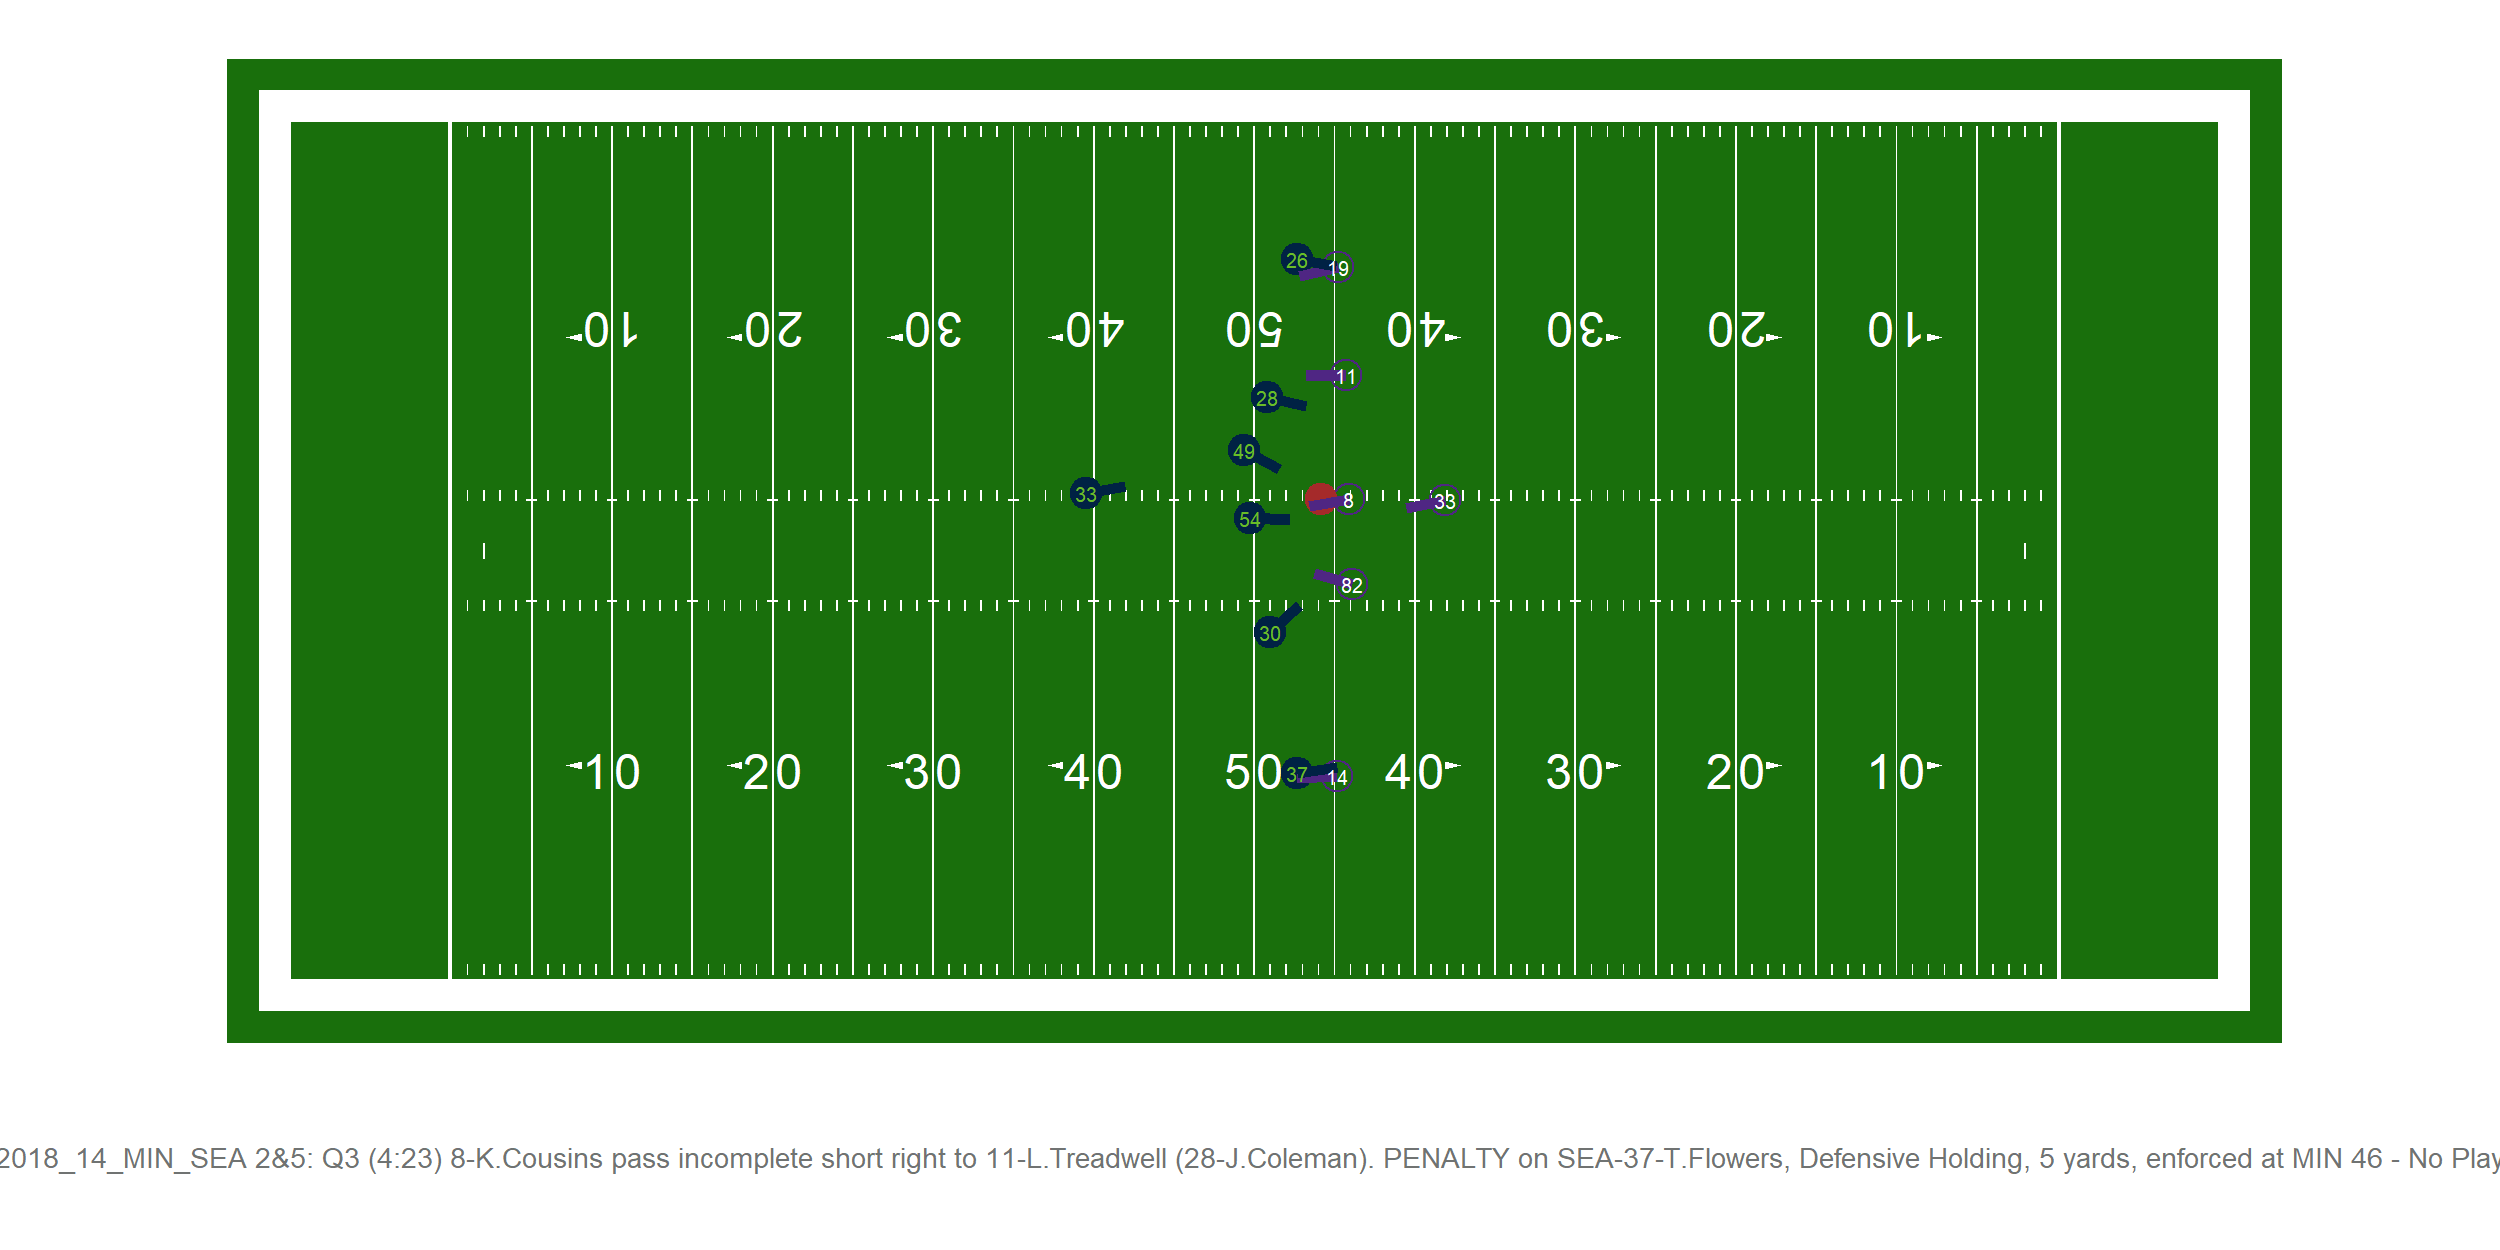 26 19
10 20 30 40 50 40 30 20 10
11
28
49
33 8 33
54
82
30
10 20 30 40 50 37 14 40 30 20 10
2018_14_MIN_SEA 2&5: Q3 (4:23) 8-K.Cousins pass incomplete short right to 11-L.Treadwell (28-J.Coleman). PENALTY on SEA-37-T.Flowers, Defensive Holding, 5 yards, enforced at MIN 46 - No Play